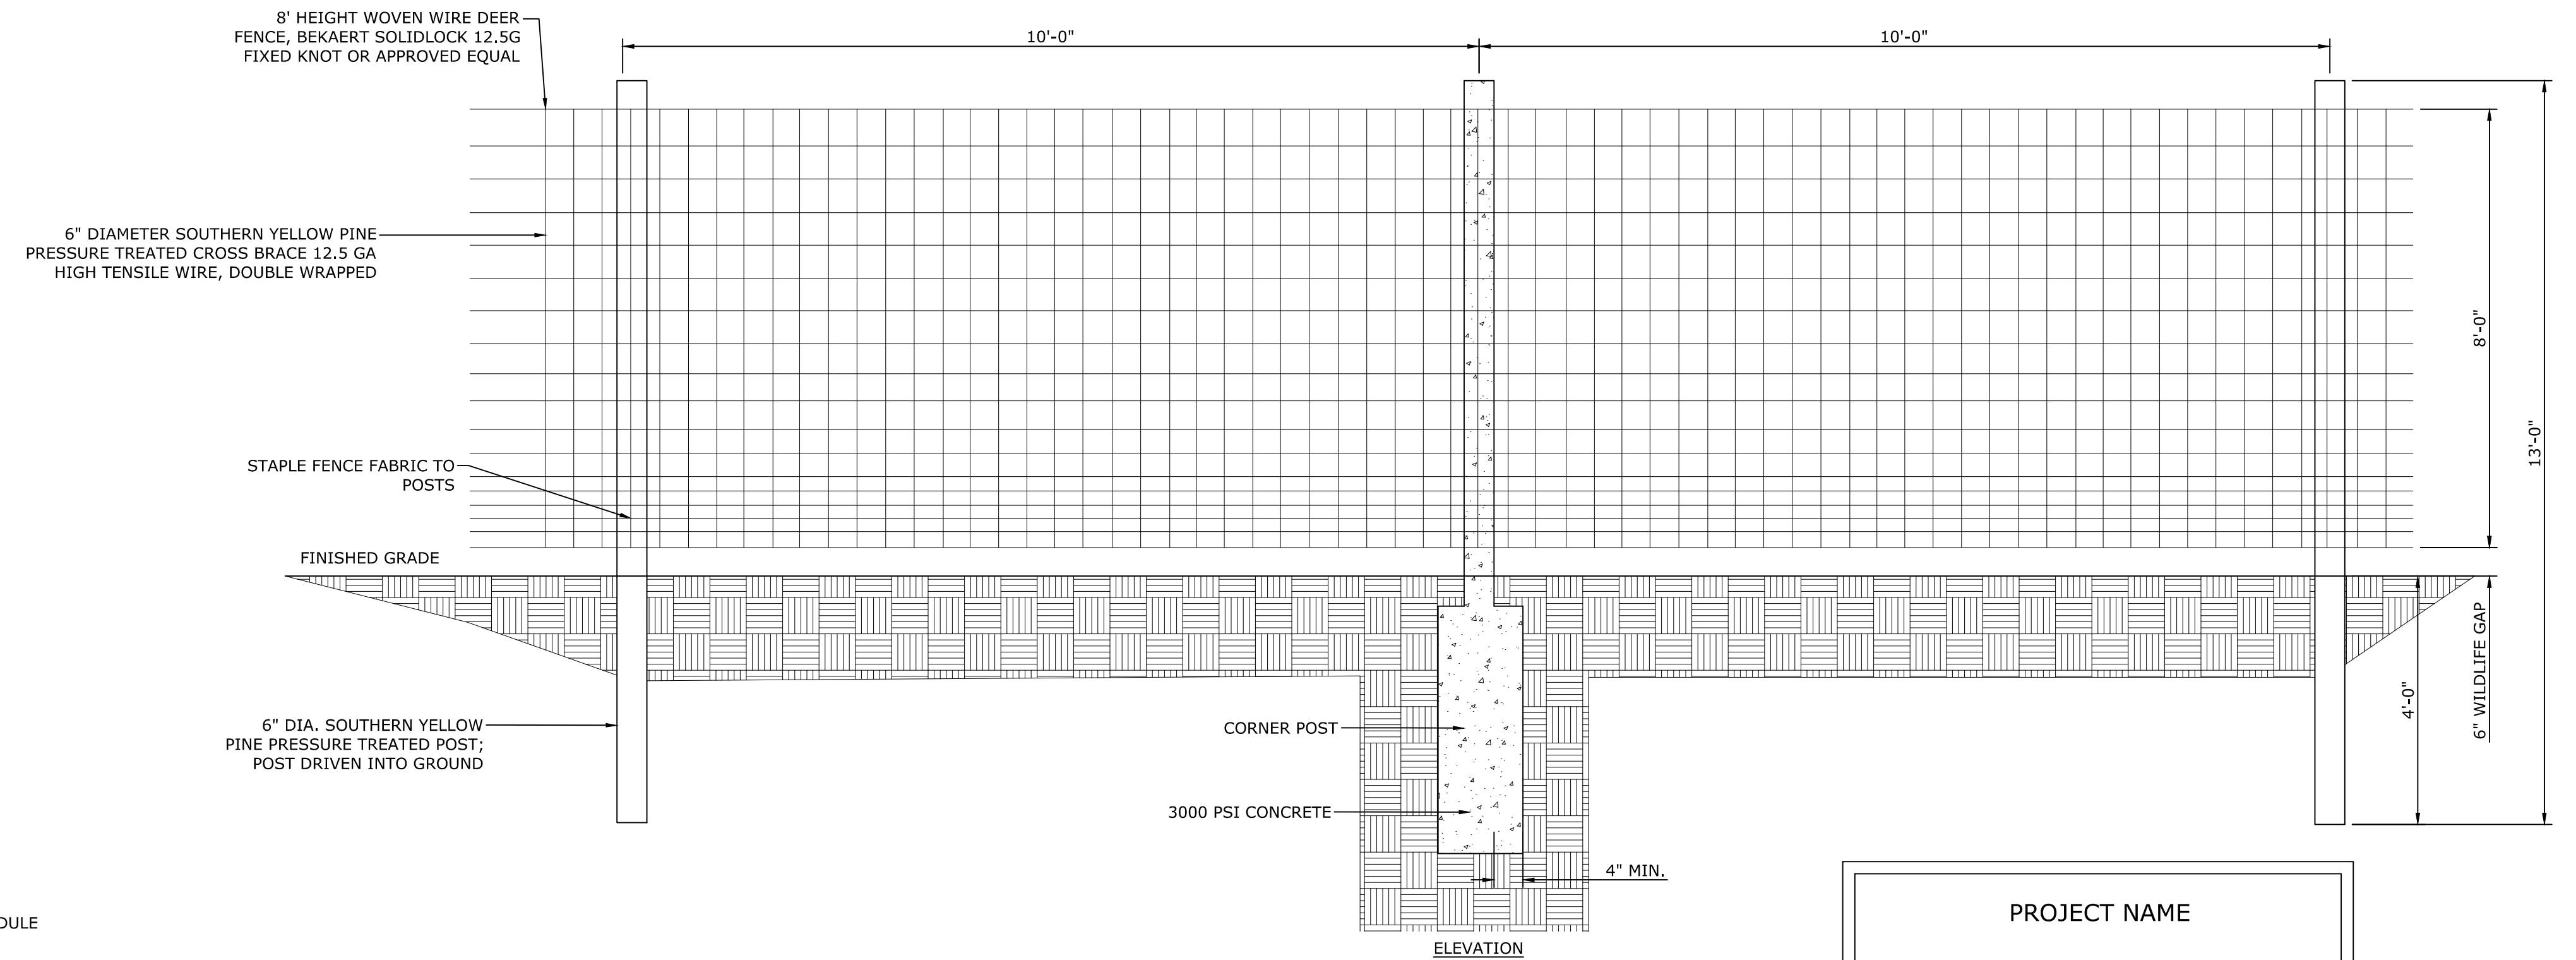 8' HEIGHT WOVEN WIRE DEER
FENCE, BEKAERT SOLIDLOCK 12.5G
FIXED KNOT OR APPROVED EQUAL
10'-0"
10'-0"
6" DIAMETER SOUTHERN YELLOW PINE
PRESSURE TREATED CROSS BRACE 12.5 GA
HIGH TENSILE WIRE, DOUBLE WRAPPED
8'-0"
13'-0"
STAPLE FENCE FABRIC TO
POSTS
FINISHED GRADE
6" WILDLIFE GAP
4'-0"
6" DIA. SOUTHERN YELLOW
PINE PRESSURE TREATED POST;
POST DRIVEN INTO GROUND
CORNER POST
3000 PSI CONCRETE
4" MIN.
DULE
PROJECT NAME
ELEVATION